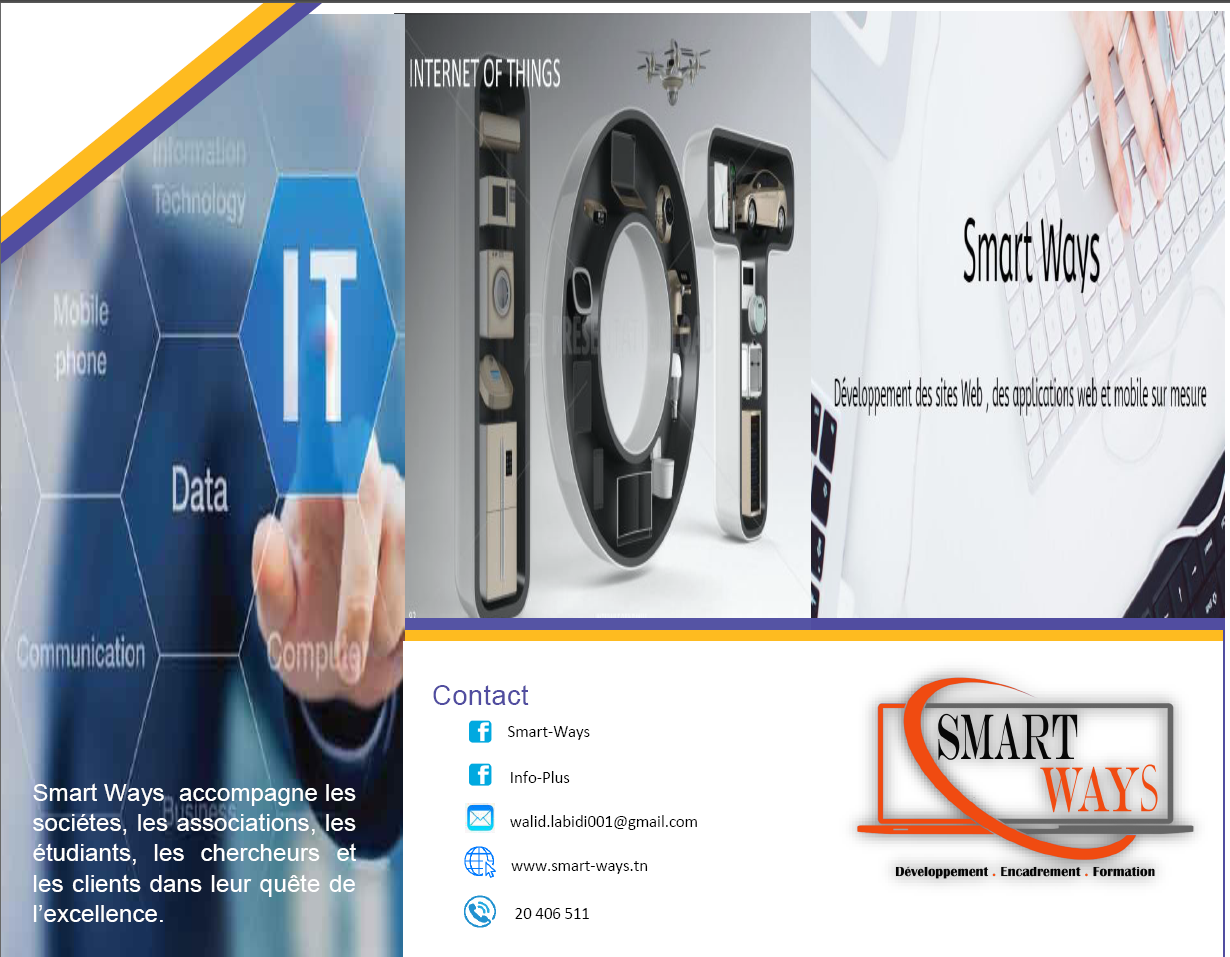 Information
Technology
IT
Mobile
phone
Data
Communication
Computer
Business
Smart Ways accompagne les
sociétes, les associations, les
étudiants, les chercheurs et
les clients dans leur quête de
l’excellence.
INTERNET OF THINGS
IOT
Smart Ways
Développement des sites Web , des applications web et mobile sur mesure
Contact
Smart-Ways
Info-Plus
walid.labidi001@gmail.com
www.smart-ways.tn
20 406 511
SMART
WAYS
Développement . Encadrement . Formation